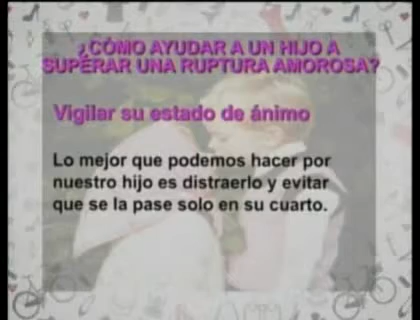 ¿CÓMO AYUDAR A UN HIJO A
SUPERAR UNA RUPTURA AMOROSA?
Vigilar su estado de ánimo
Lo mejor que podemos hacer por
nuestro hijo es distraerlo y evitar
que se la pase solo en su cuarto.